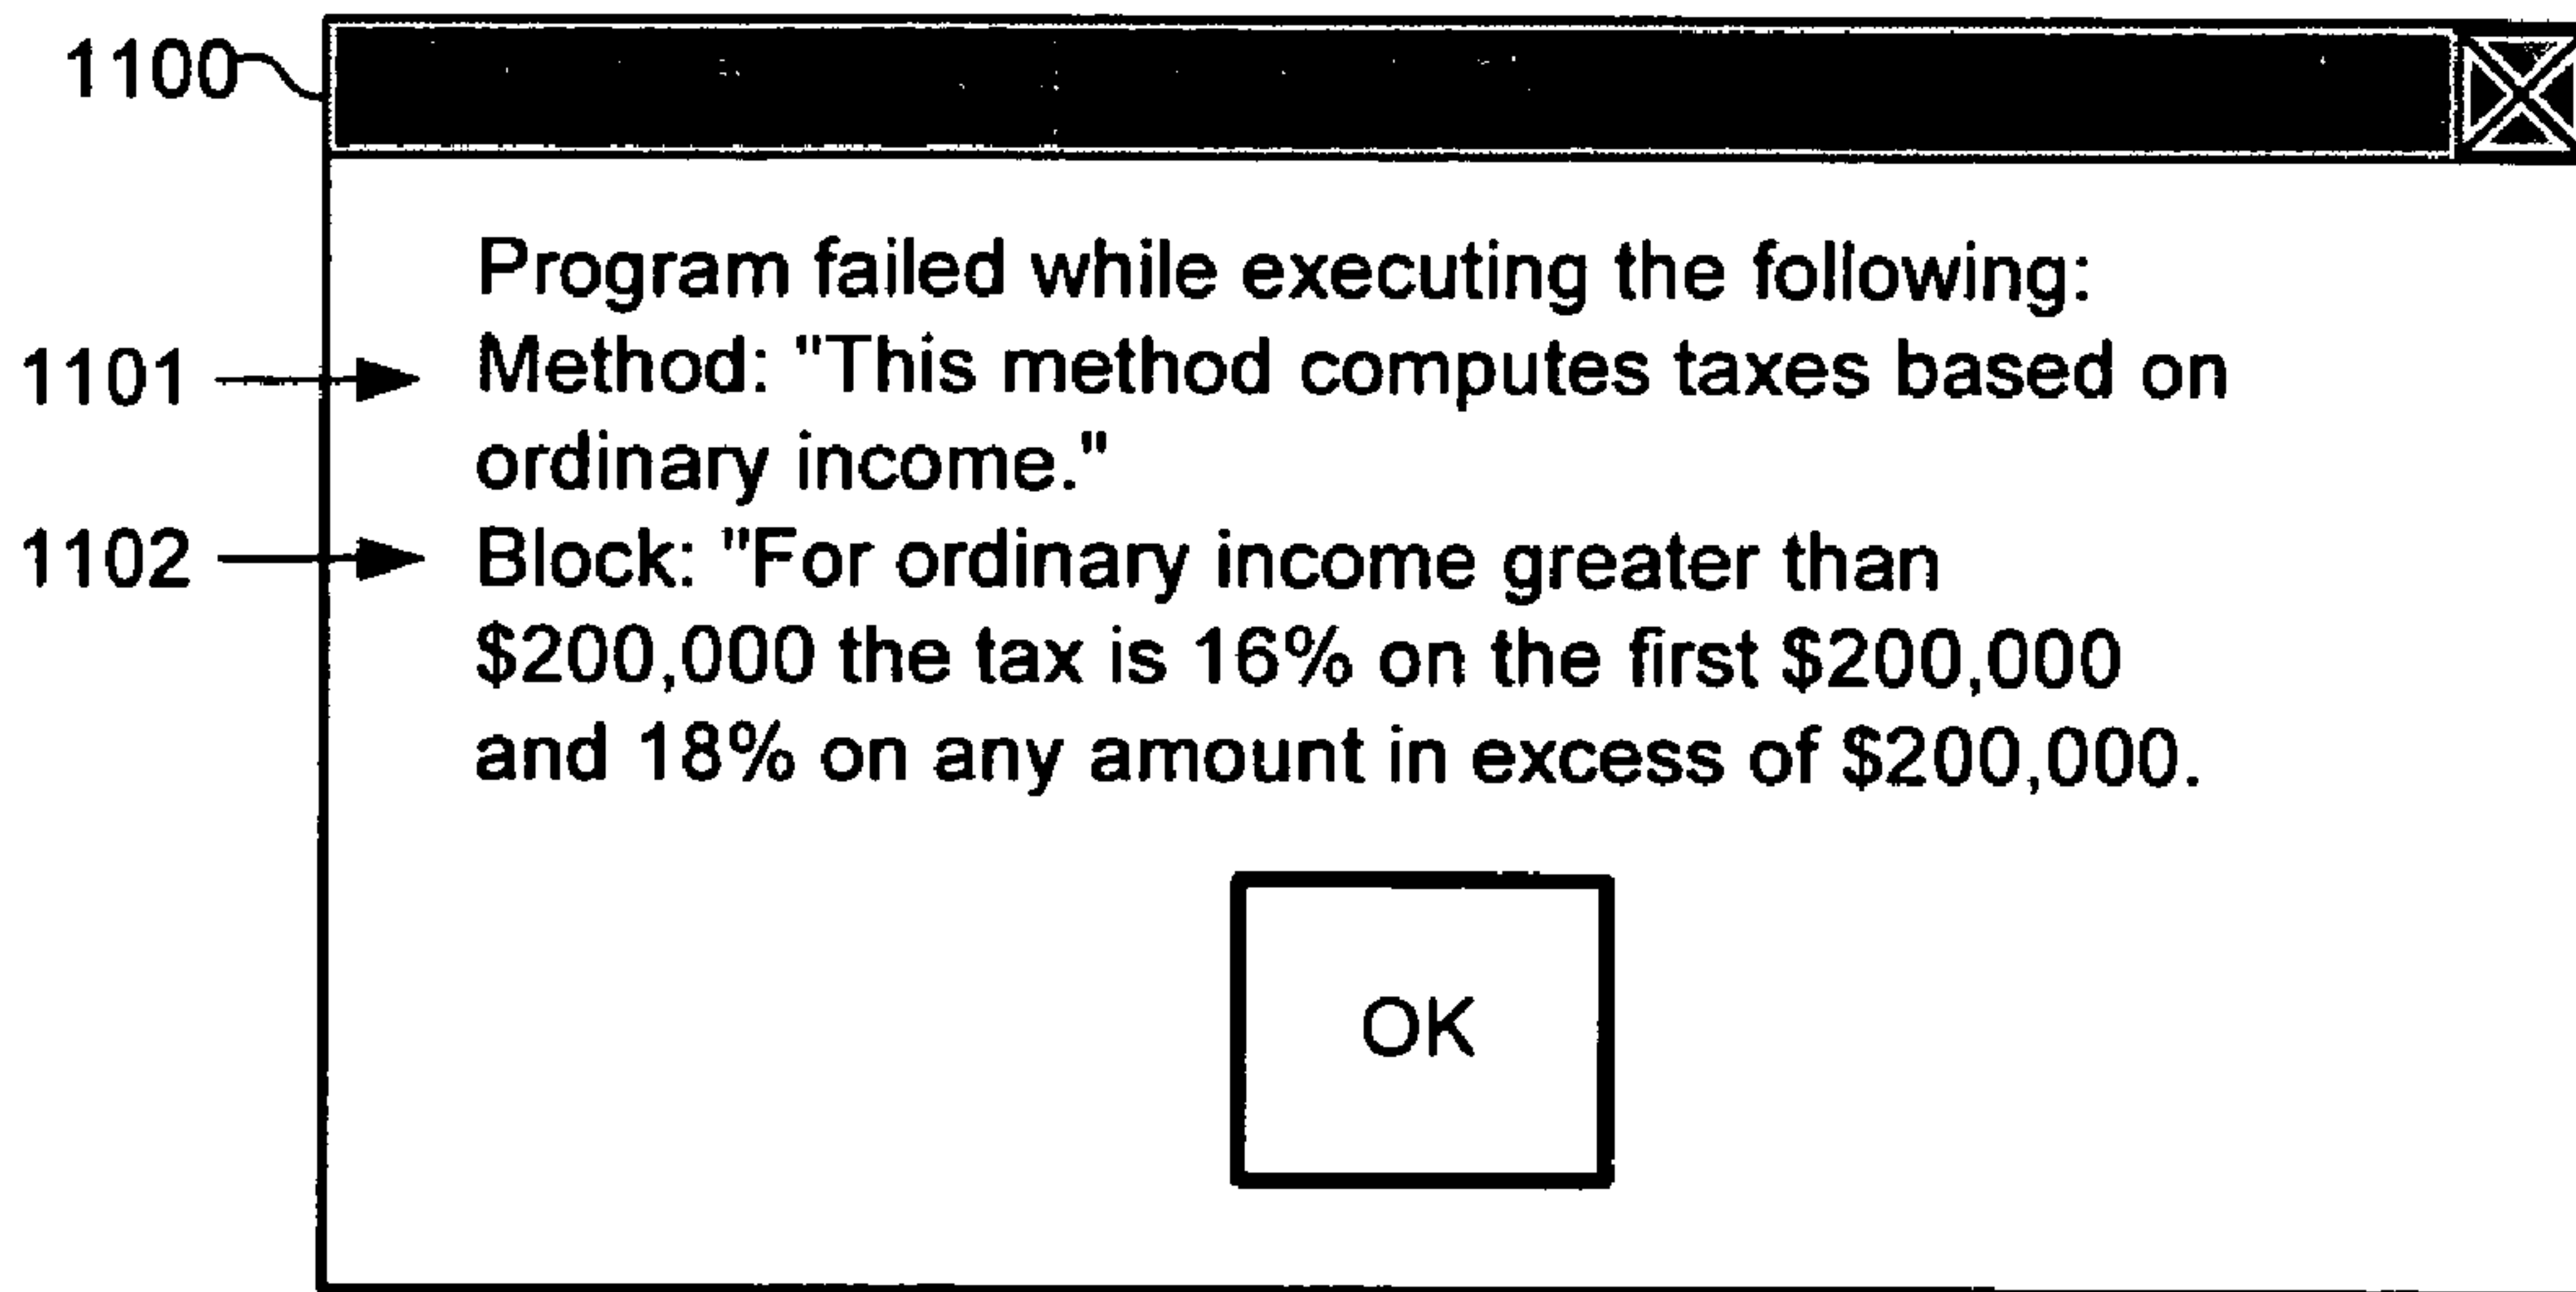 1100
Program failed while executing the following:
1101 Method: "This method computes taxes based on
ordinary income."
1102 Block: "For ordinary income greater than
$200,000 the tax is 16% on the first $200,000
and 18% on any amount in excess of $200,000.
OK